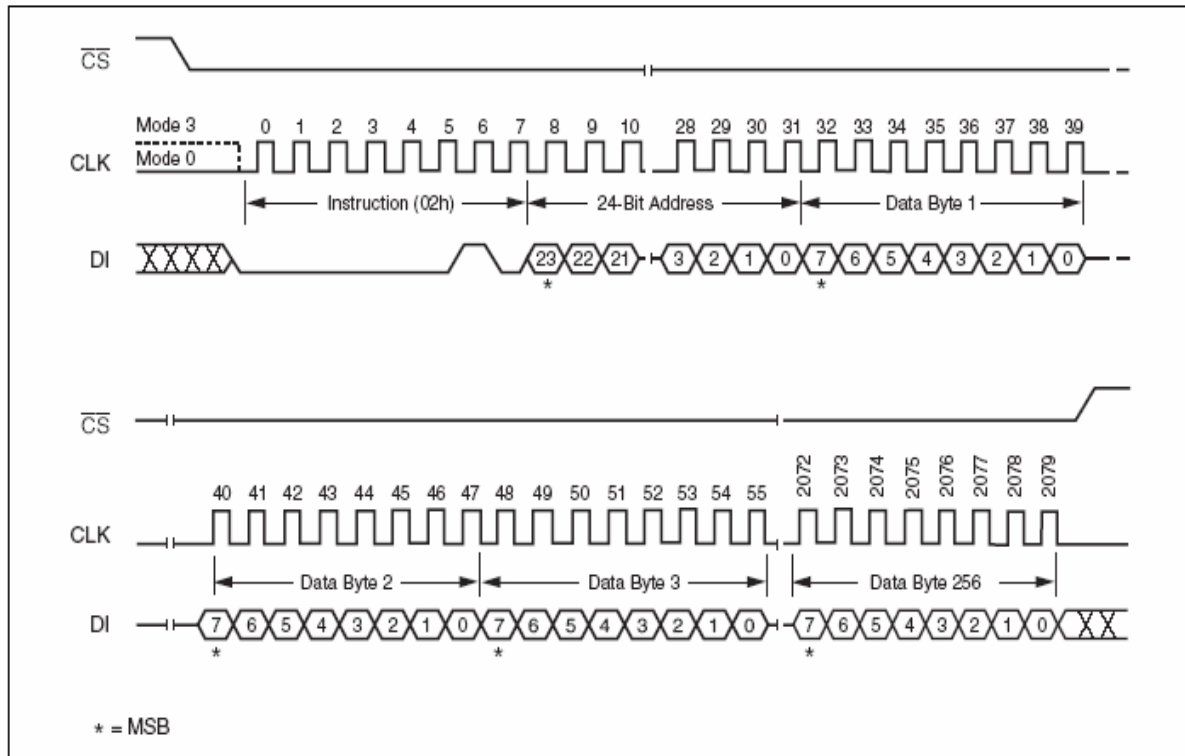 CS
Mode 3
0 1 2 3 4 5 6 7 8 9 10 28 29 30 31 32 33 34 35 36 37 38 39
CLK
Mode 0
Instruction (02h) 24-Bit Address Data Byte 1
DI 23 22 21 3 2 1 0 7 6 5 4 3 2 1 0
* *
CS
40 41 42 43 44 45 46 47 48 49 50 51 52 53 54 55 2072 2073 2074 2075 2076 2077 2078 2079
CLK
Data Byte 2 Data Byte 3 Data Byte 256
DI 7 6 5 4 3 2 1 0 7 6 5 4 3 2 1 0 7 6 5 4 3 2 1 0
* * *
* = MSB